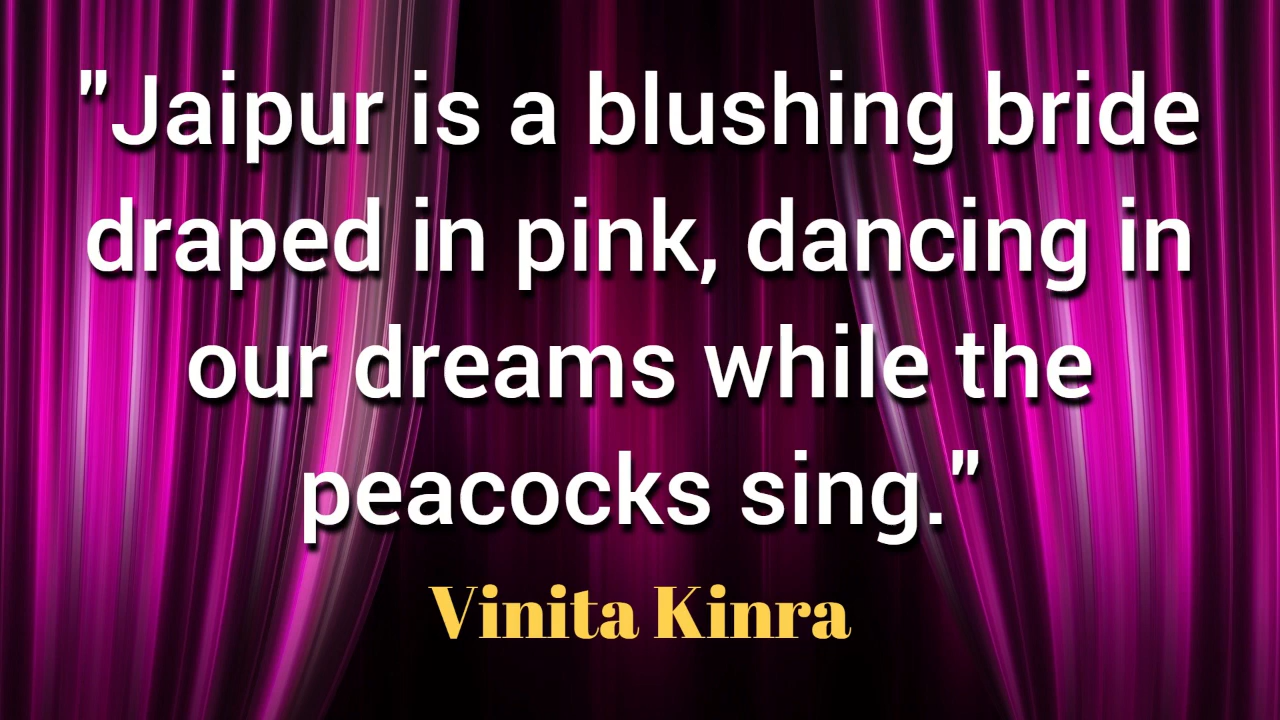 "Jaipur is a blushing bride
draped in pink, dancing in
our dreams while the
peacocks sing."
Vinita Kinra